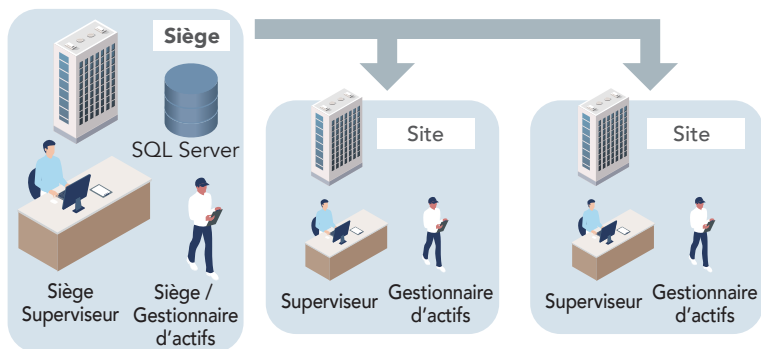 Siège
SQL Server
Siège
Superviseur
Siège /
Gestionnaire
d'actifs
Site
Superviseur
Gestionnaire
d'actifs
Site
Superviseur
Gestionnaire
d'actifs